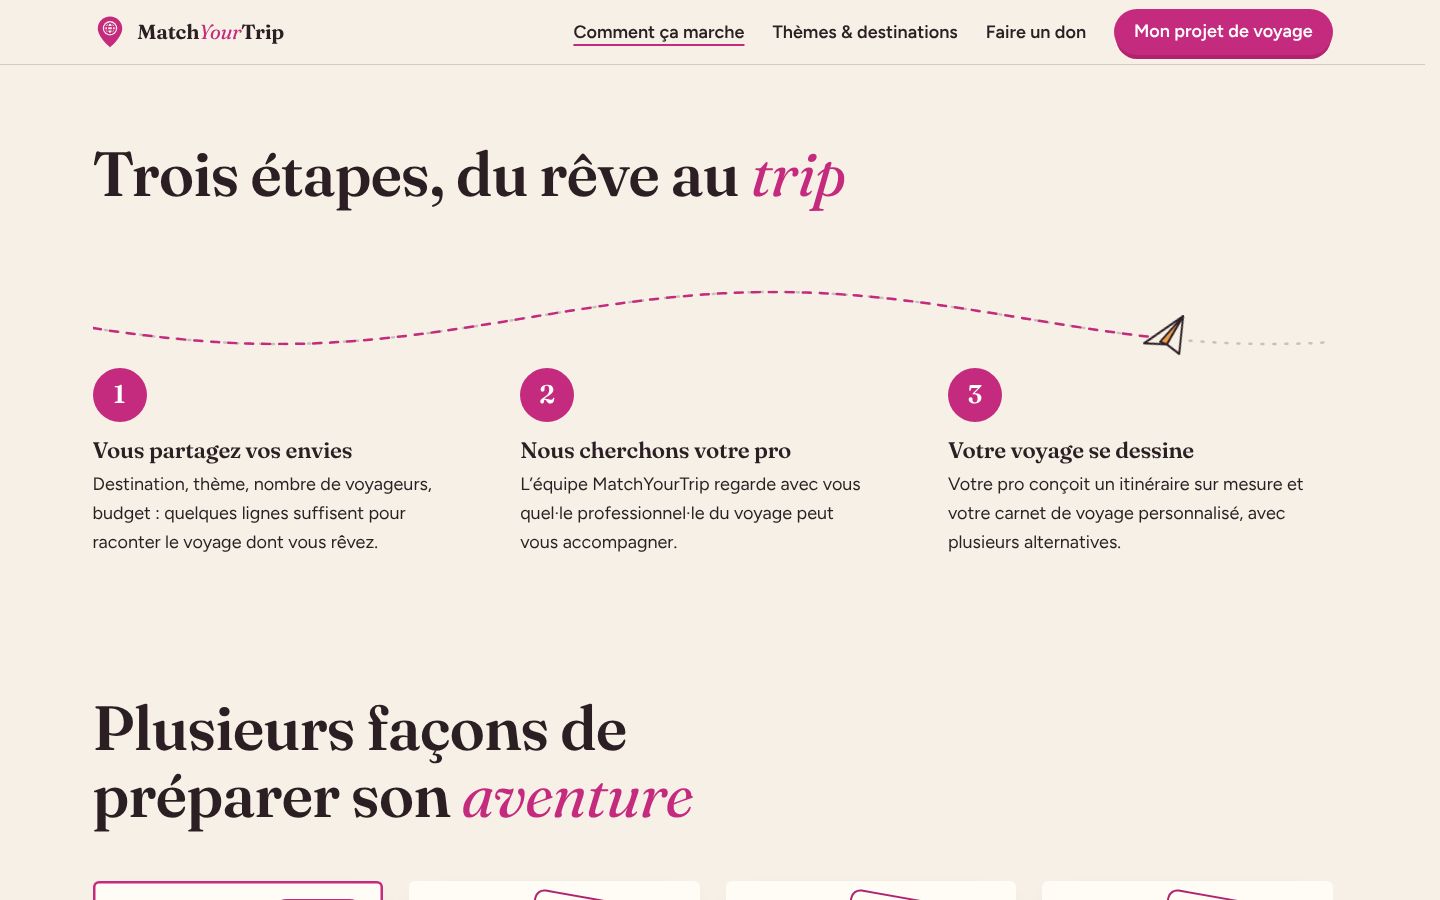 MatchYourTrip
Comment ça marche
Thèmes & destinations
Faire un don
Mon projet de voyage
Trois étapes, du rêve au trip
1
Vous partagez vos envies
Destination, thème, nombre de voyageurs,
budget : quelques lignes suffisent pour
raconter le voyage dont vous rêvez.
2
Nous cherchons votre pro
L’équipe MatchYourTrip regarde avec vous
quel·le professionnel·le du voyage peut
vous accompagner.
3
Votre voyage se dessine
Votre pro conçoit un itinéraire sur mesure et
votre carnet de voyage personnalisé, avec
plusieurs alternatives.
Plusieurs façons de
préparer son aventure